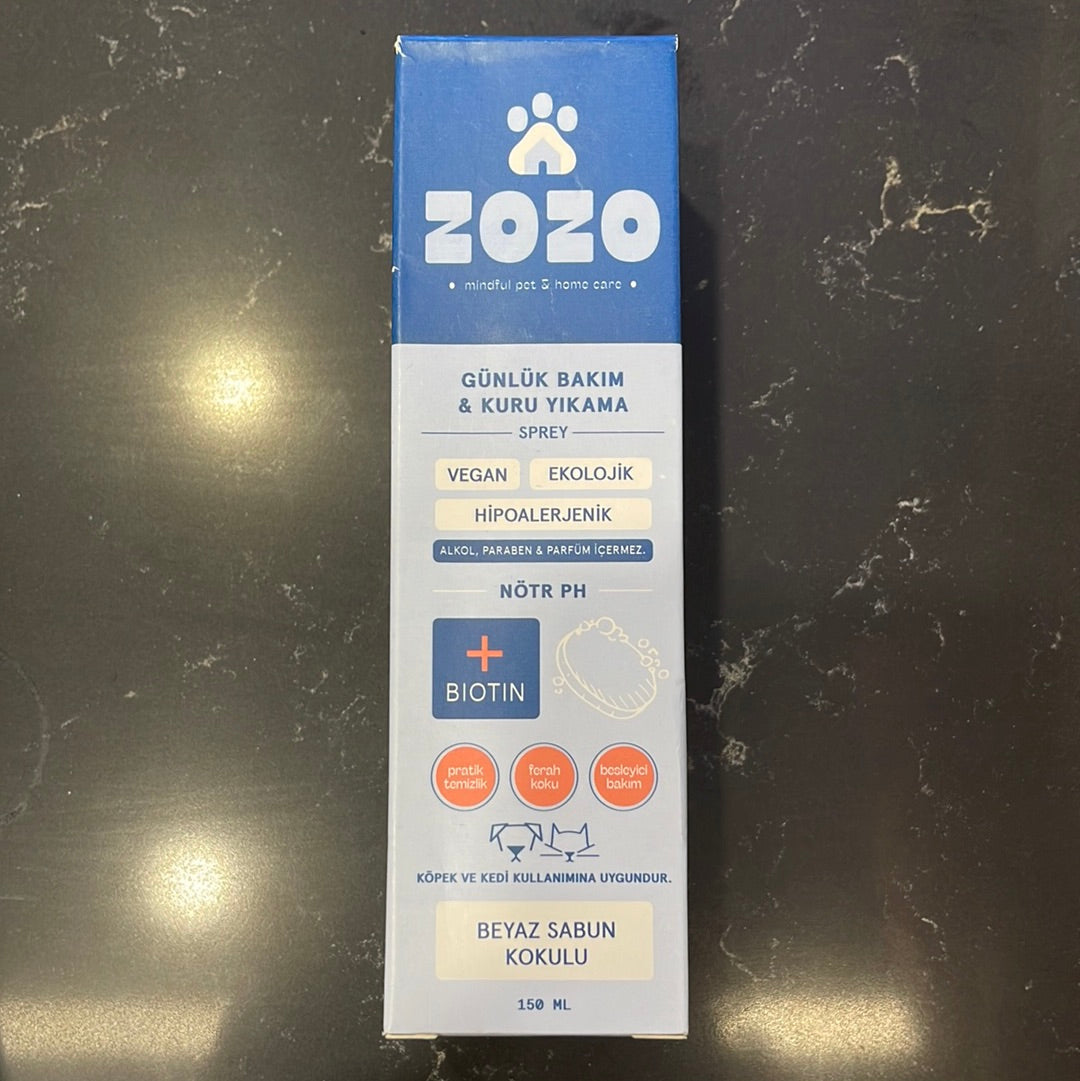 ZOZO
• mindful pet & home care •
GÜNLÜK BAKIM
& KURU YIKAMA
SPREY
VEGAN EKOLOJİK
HİPOALERJENİK
ALKOL, PARABEN & PARFÜM İÇERMEZ.
NÖTR PH
+
BIOTIN
pratik temizlik
ferah koku
besleyici bakım
KÖPEK VE KEDİ KULLANIMINA UYGUNDUR.
BEYAZ SABUN
KOKULU
150 ML